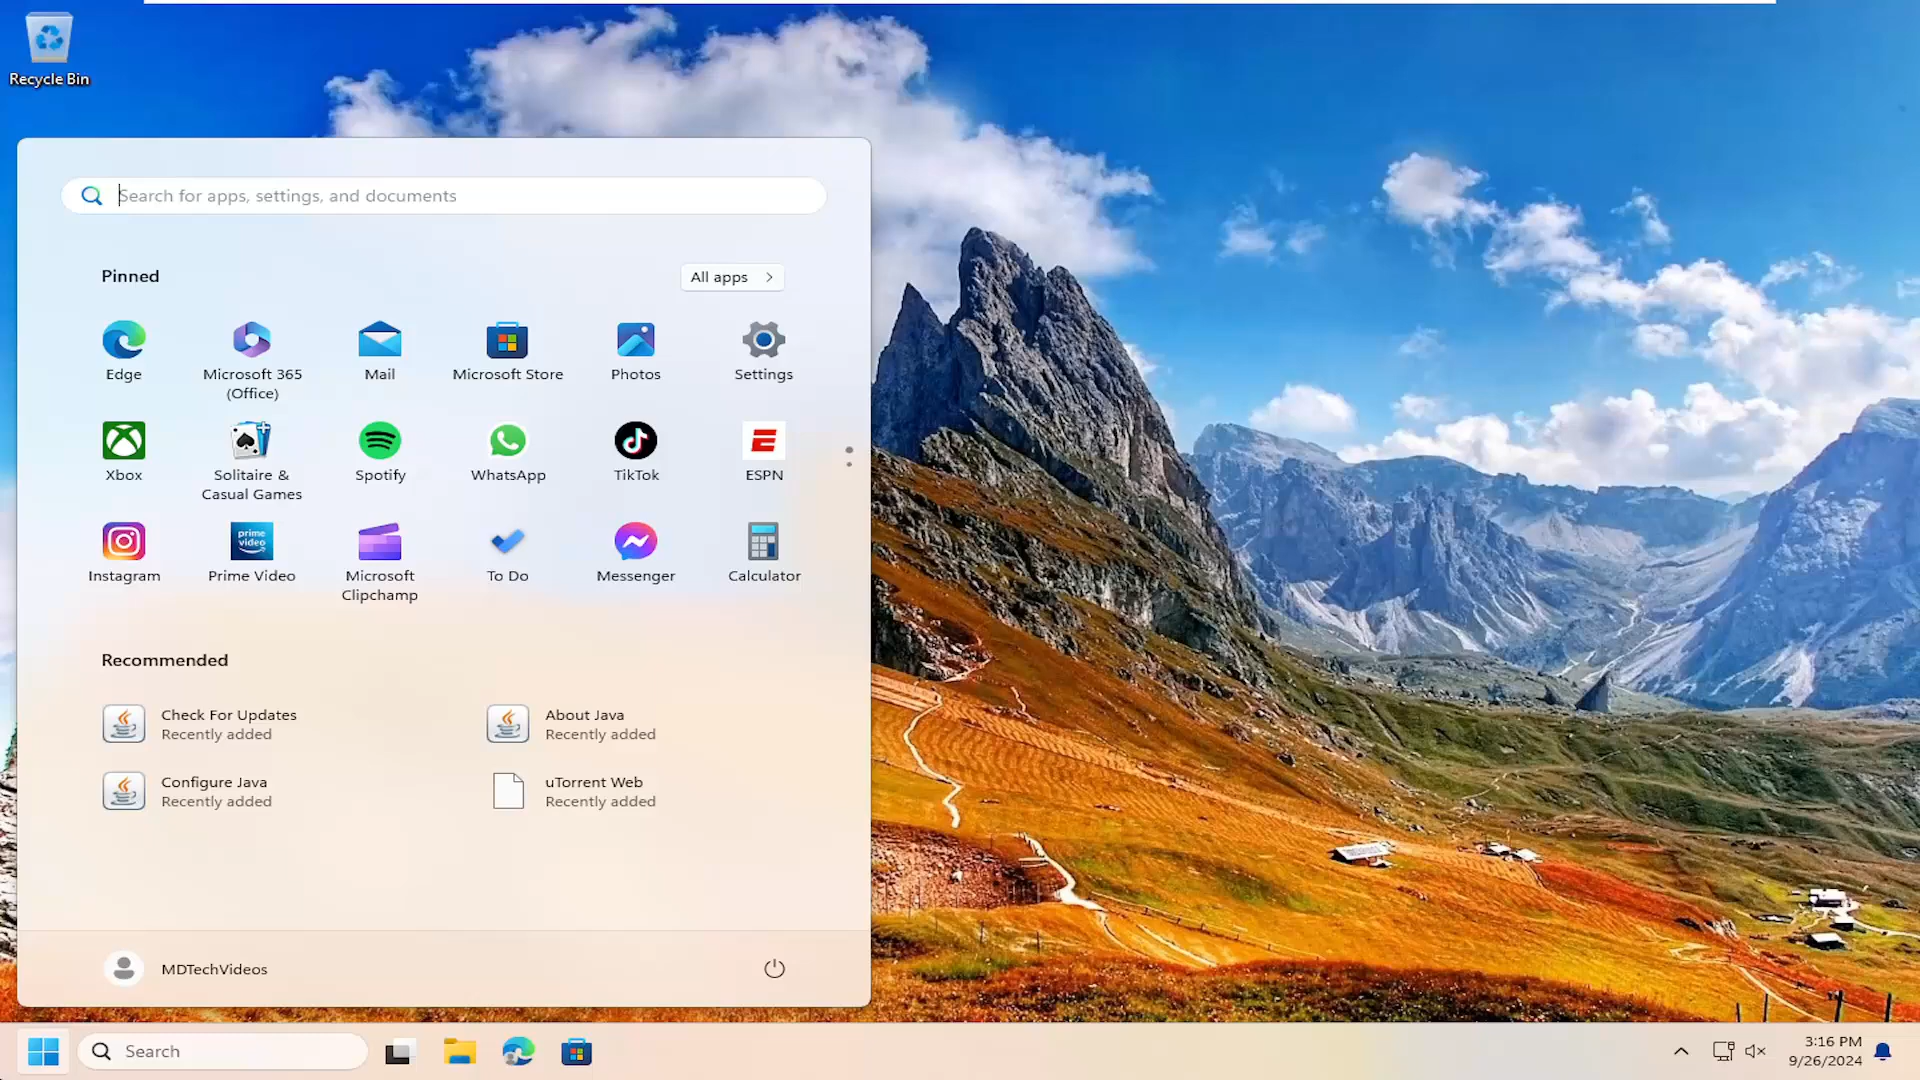 Recycle Bin
Search for apps, settings, and documents
Pinned
All apps
Edge
Microsoft 365
(Office)
Mail
Microsoft Store
Photos
Settings
Xbox
Solitaire &
Casual Games
Spotify
WhatsApp
TikTok
ESPN
Instagram
prime
video
Prime Video
Microsoft
Clipchamp
To Do
Messenger
Calculator
Recommended
Check For Updates
Recently added
About Java
Recently added
Configure Java
Recently added
uTorrent Web
Recently added
MDTechVideos
Search
3:16 PM
9/26/2024